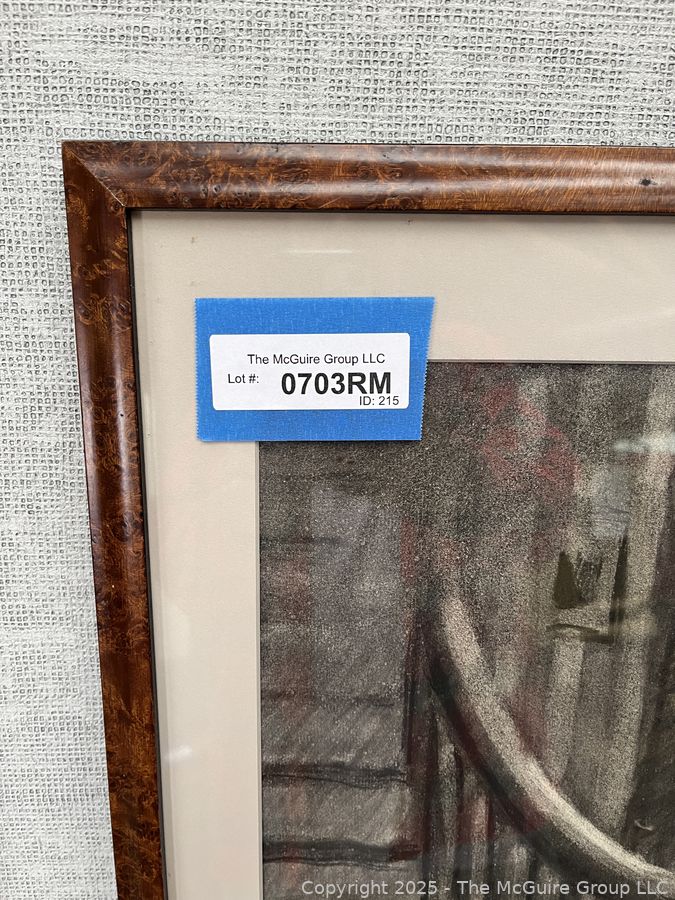 The McGuire Group LLC
Lot #: 0703RM
ID: 215
Copyright 2025 - The McGuire Group LLC